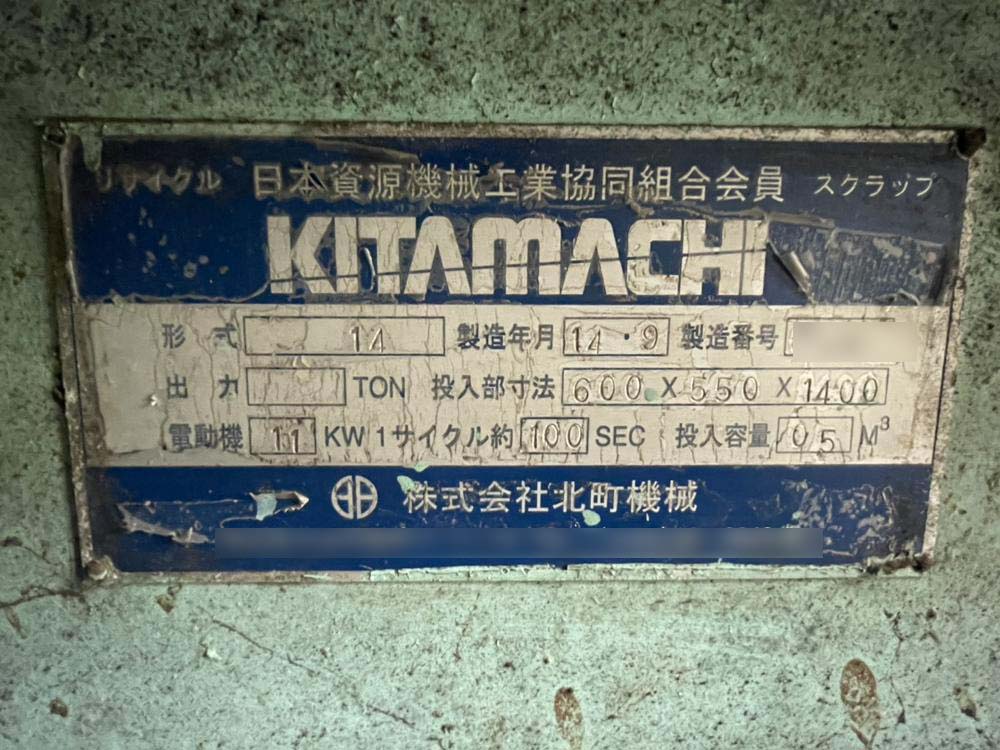 リサイクル 日本資源機械工業協同組合会員 スクラップ
KITAMACHI
形式 14 製造年月 14・9 製造番号
出力 TON 投入部寸法 600 X 550 X 1400
電動機 11 KW 1サイクル約 100 SEC 投入容量 0.5 M³
株式会社北町機械